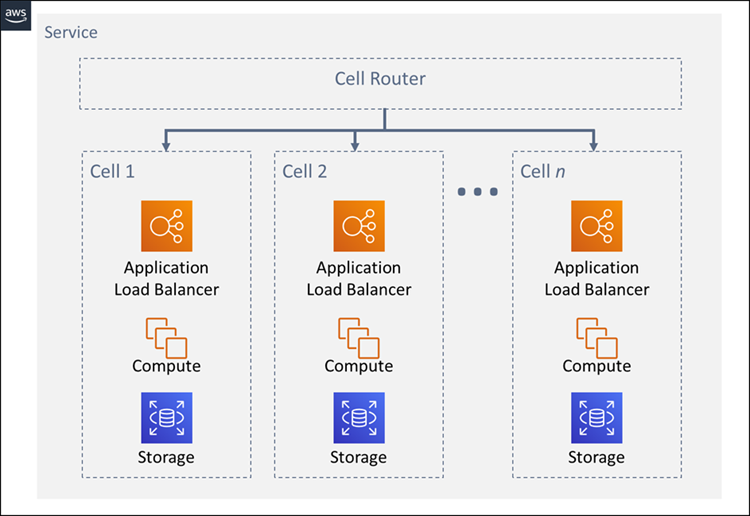 aws
Service
Cell Router
Cell 1
Application
Load Balancer
Compute
Storage
Cell 2
Application
Load Balancer
Compute
Storage
Cell n
Application
Load Balancer
Compute
Storage